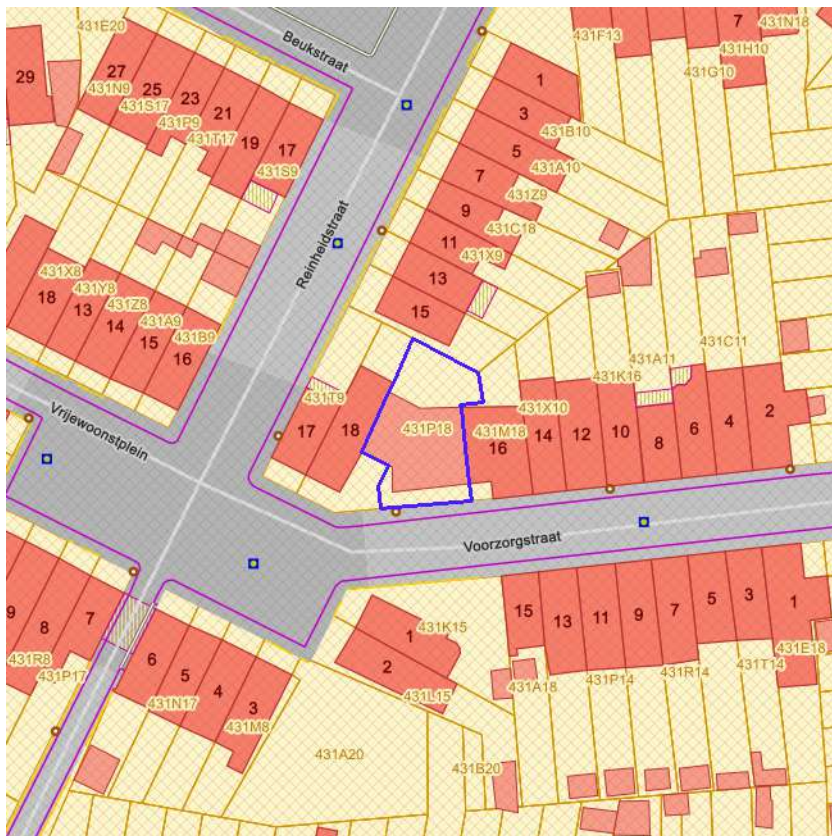 431E20
Beukstraat
431N18
7
431F13
431H10
29
27
431N9
25
431S17
23
431P9
21
431T17
19
17
431S9
431G10
1
3
431B10
5
431A10
7
431Z9
9
431C18
11
431X9
13
15
Reinheidstraat
431X8
18
431Y8
13
431Z8
14
431A9
15
431B9
16
431C11
431A11
431K16
431T9
17
18
431P18
431X10
431M18
16
14
12
10
8
6
4
2
Vrijewoonstplein
Voorzorgstraat
9
8
7
431R8
431P17
6
5
431N17
4
3
431M8
1
431K15
2
431L15
15
13
11
9
7
5
3
1
431E18
431A18
431P14
431R14
431T14
431A20
431B20